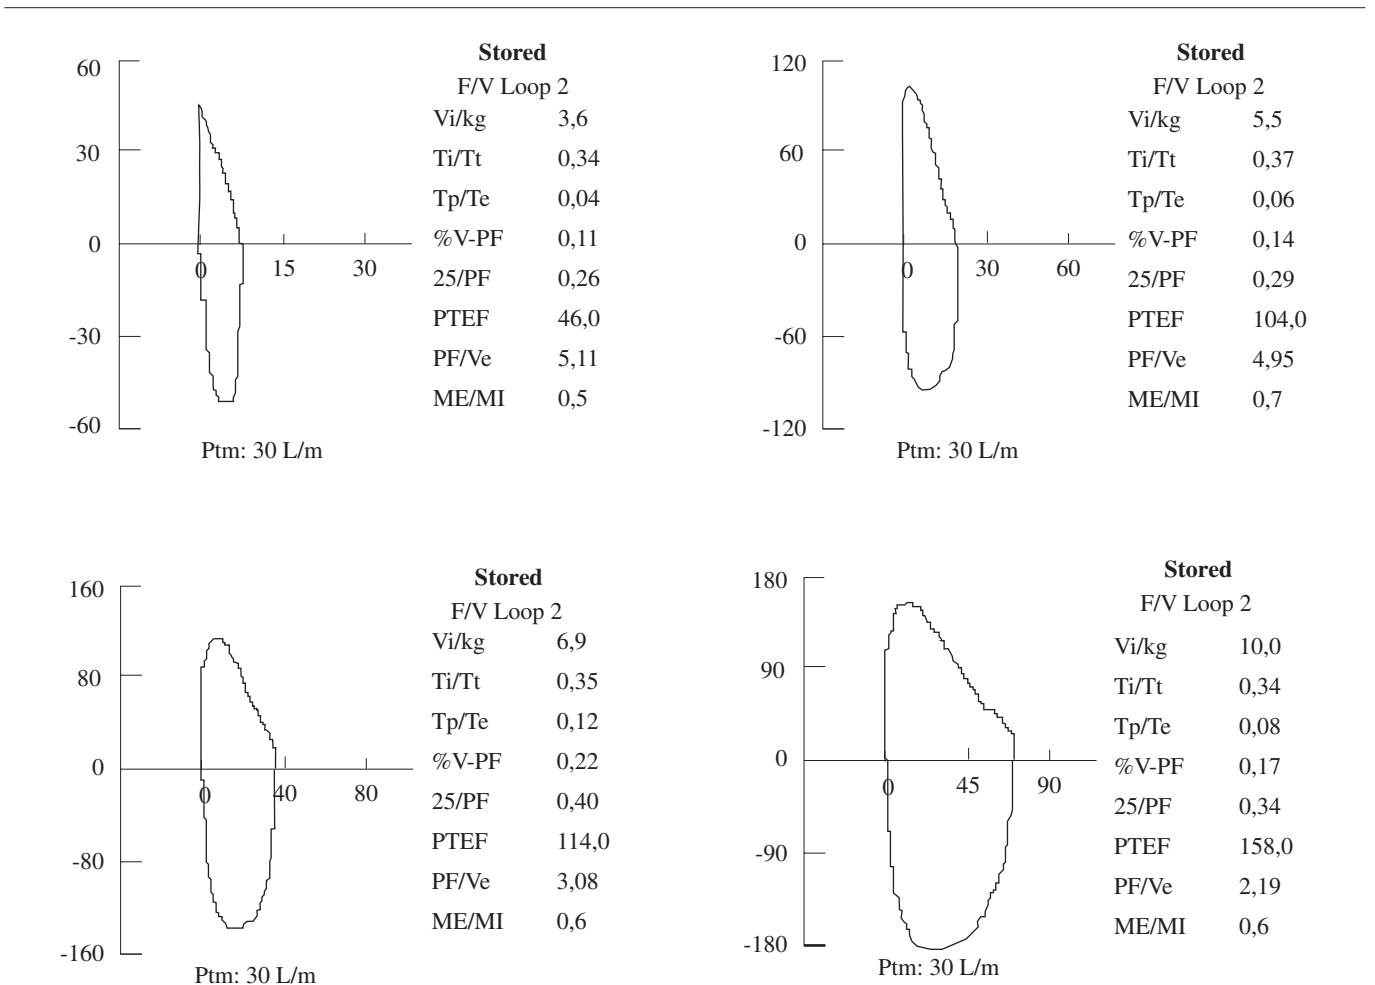 Stored
F/V Loop 2
60
30
0
-30
-60
0 15 30
Vi/kg 3,6
Ti/Tt 0,34
Tp/Te 0,04
%V-PF 0,11
25/PF 0,26
PTEF 46,0
PF/Ve 5,11
ME/MI 0,5
Ptm: 30 L/m
Stored
F/V Loop 2
120
60
0
-60
-120
0 30 60
Vi/kg 5,5
Ti/Tt 0,37
Tp/Te 0,06
%V-PF 0,14
25/PF 0,29
PTEF 104,0
PF/Ve 4,95
ME/MI 0,7
Ptm: 30 L/m
Stored
F/V Loop 2
160
80
0
-80
-160
0 40 80
Vi/kg 6,9
Ti/Tt 0,35
Tp/Te 0,12
%V-PF 0,22
25/PF 0,40
PTEF 114,0
PF/Ve 3,08
ME/MI 0,6
Ptm: 30 L/m
Stored
F/V Loop 2
180
90
0
-90
-180
0 45 90
Vi/kg 10,0
Ti/Tt 0,34
Tp/Te 0,08
%V-PF 0,17
25/PF 0,34
PTEF 158,0
PF/Ve 2,19
ME/MI 0,6
Ptm: 30 L/m